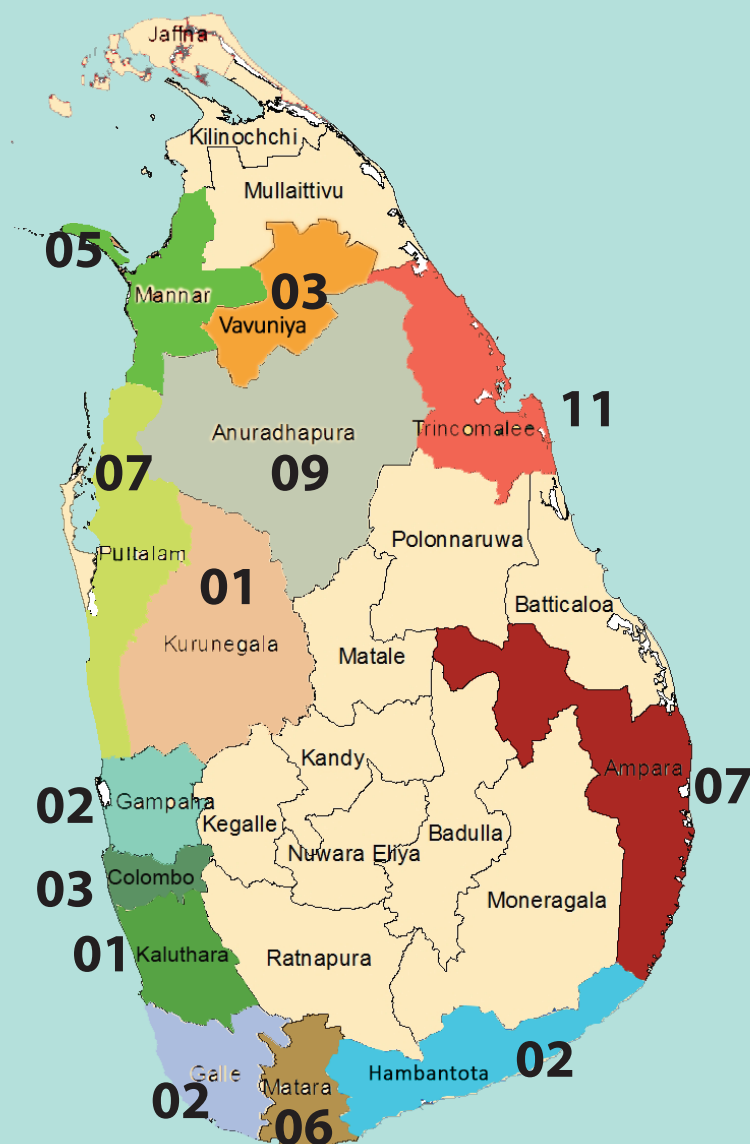 Jaffna
Kilinochchi
Mullaittivu
05
Mannar
03
Vavuniya
11
Anuradhapura
Trincomalee
07
09
Polonnaruwa
Puttalam
01
Batticaloa
Kurunegala
Matale
Kandy
Ampara
07
02
Gampaha
Kegalle
Badulla
Nuwara Eliya
03
Colombo
Moneragala
01
Kaluthara
Ratnapura
Galle
Hambantota
02
Matara
02
06